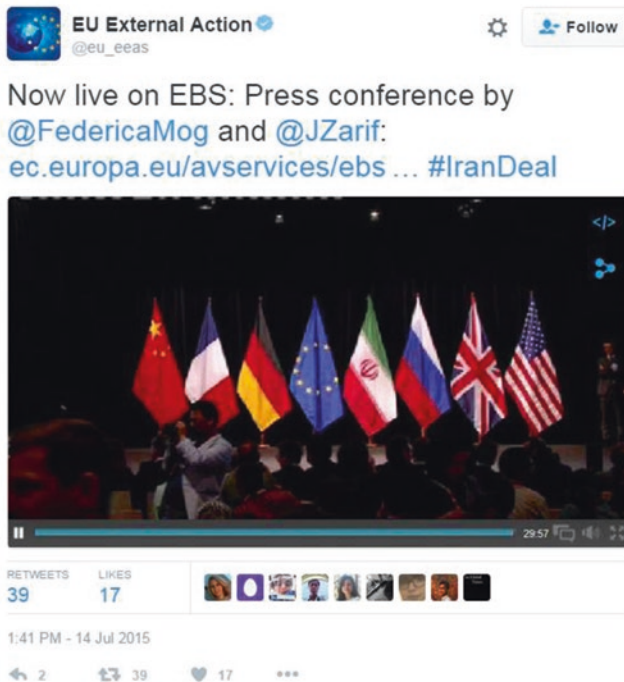 EU External Action
@eu_eeas
Follow
Now live on EBS: Press conference by
@FedericaMog and @JZarif:
ec.europa.eu/avservices/ebs ... #IranDeal
</>
29:57
RETWEETS LIKES
39 17
1:41 PM - 14 Jul 2015
2 39 17 •••